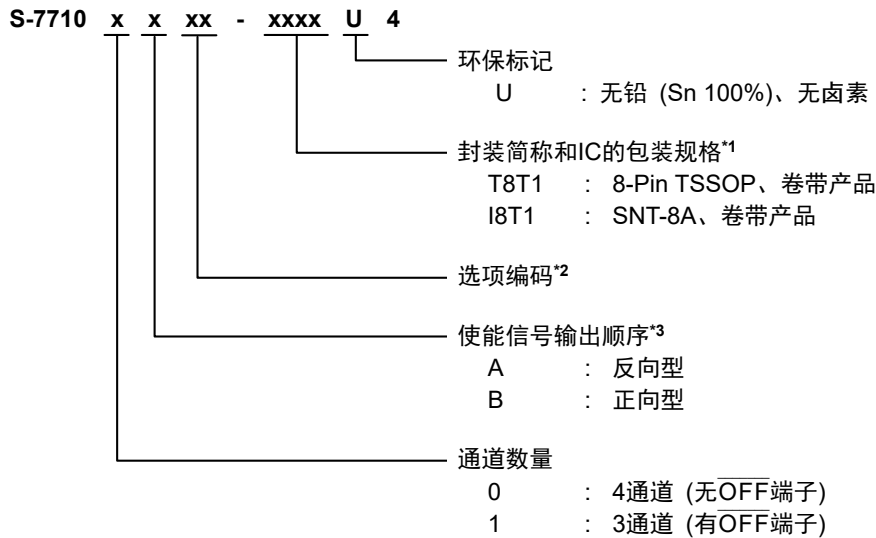 S-7710 x x xx - xxxx U 4
环保标记
U : 无铅 (Sn 100%)、无卤素
封装简称和IC的包装规格*1
T8T1 : 8-Pin TSSOP、卷带产品
I8T1 : SNT-8A、卷带产品
选项编码*2
使能信号输出顺序*3
A : 反向型
B : 正向型
通道数量
0 : 4通道 (无OFF端子)
1 : 3通道 (有OFF端子)